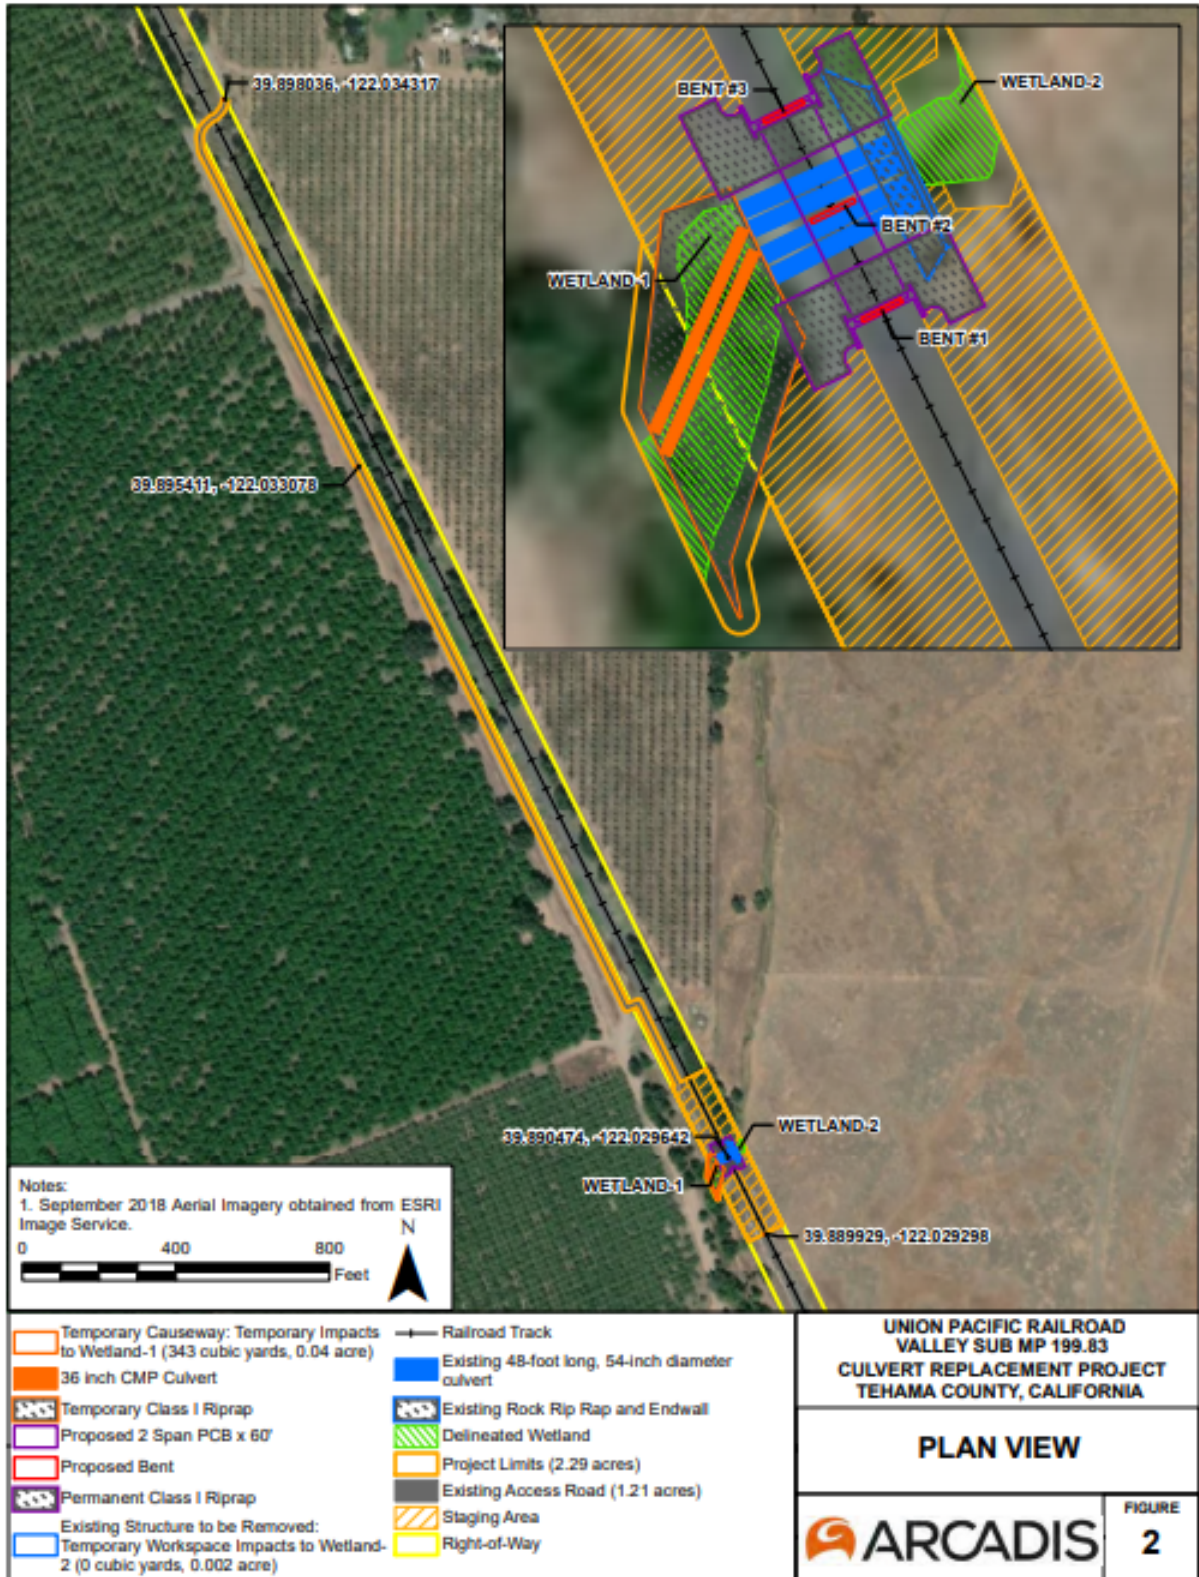 39.898036, -122.034317
BENT #3
WETLAND-2
BENT #2
WETLAND-1
BENT #1
39.895411, -122.033078
39.890474, -122.029642
WETLAND-2
WETLAND-1
39.889929, -122.029298
Notes:
1. September 2018 Aerial Imagery obtained from ESRI
Image Service.
N
0 400 800
Feet
Temporary Causeway: Temporary Impacts
to Wetland-1 (343 cubic yards, 0.04 acre)
36 inch CMP Culvert
Temporary Class I Riprap
Proposed 2 Span PCB x 60'
Proposed Bent
Permanent Class I Riprap
Existing Structure to be Removed:
Temporary Workspace Impacts to Wetland-
2 (0 cubic yards, 0.002 acre)
Railroad Track
Existing 48-foot long, 54-inch diameter
culvert
Existing Rock Rip Rap and Endwall
Delineated Wetland
Project Limits (2.29 acres)
Existing Access Road (1.21 acres)
Staging Area
Right-of-Way
UNION PACIFIC RAILROAD
VALLEY SUB MP 199.83
CULVERT REPLACEMENT PROJECT
TEHAMA COUNTY, CALIFORNIA
PLAN VIEW
ARCADIS
FIGURE
2